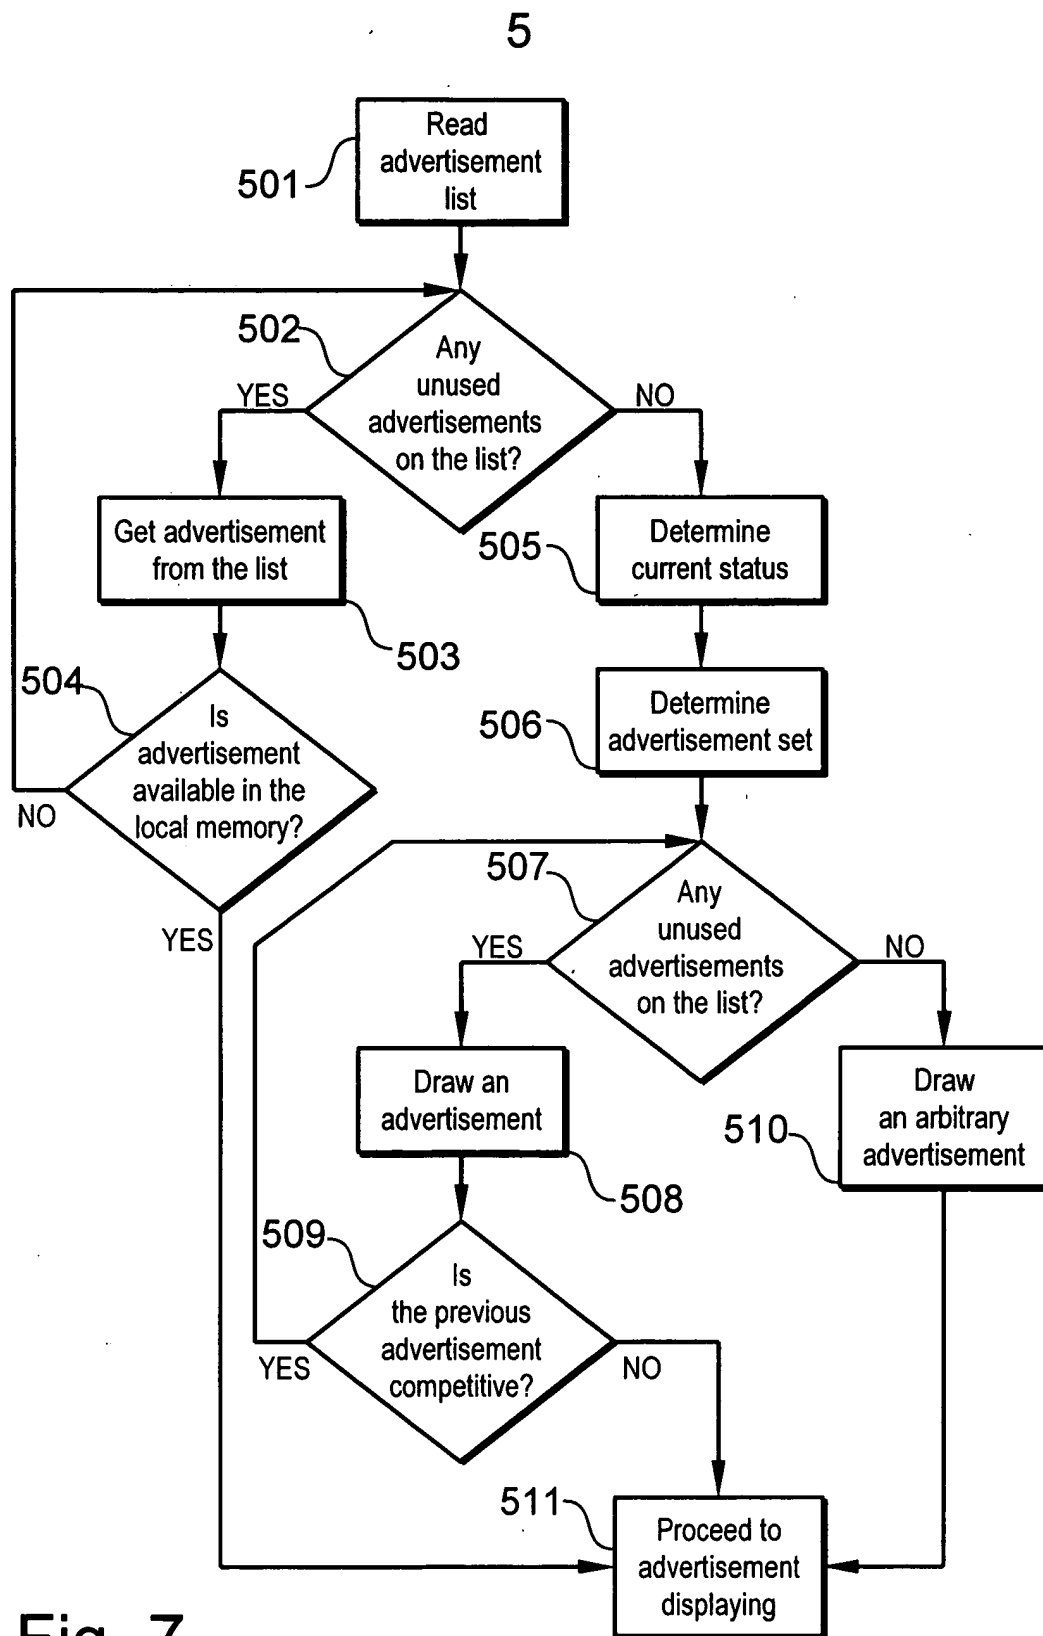 5
Read
advertisement
list
501
502
Any
unused
advertisements
on the list?
YES
NO
Get advertisement
from the list
503
505
Determine
current status
504
Is
advertisement
available in the
local memory?
NO
YES
506
Determine
advertisement set
507
Any
unused
advertisements
on the list?
YES
NO
Draw an
advertisement
508
510
Draw
an arbitrary
advertisement
509
Is
the previous
advertisement
competitive?
YES
NO
511
Proceed to
advertisement
displaying
Fig. 7